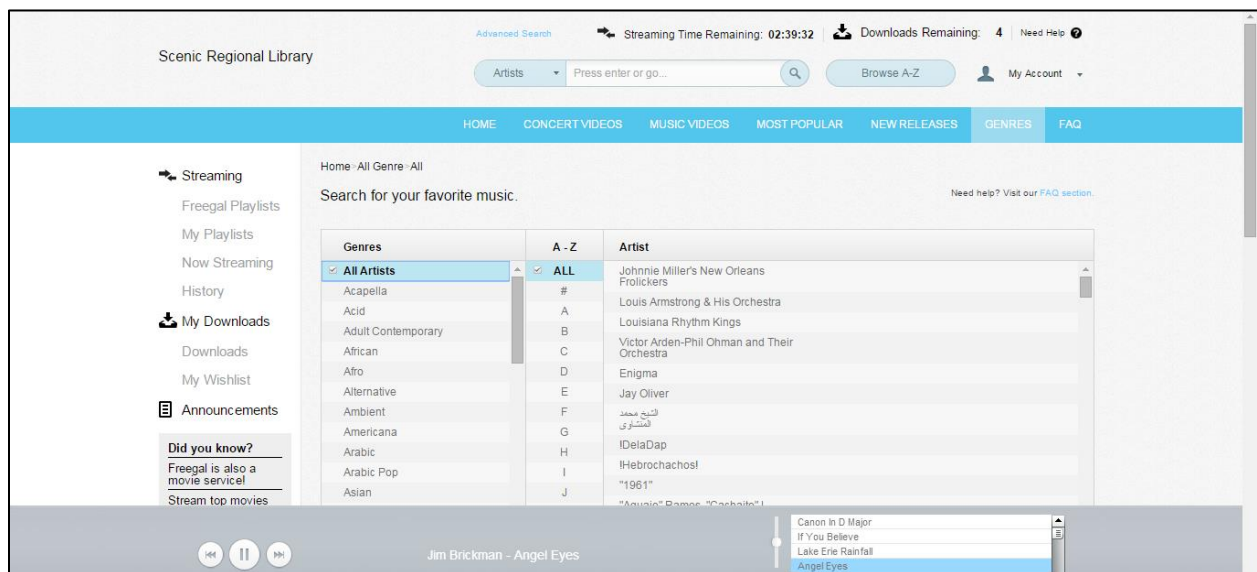 Scenic Regional Library
Advanced Search
Streaming Time Remaining: 02:39:32
Downloads Remaining: 4
Need Help
Artists
Press enter or go...
Browse A-Z
My Account
HOME CONCERT VIDEOS MUSIC VIDEOS MOST POPULAR NEW RELEASES GENRES FAQ
Streaming
Freegal Playlists
My Playlists
Now Streaming
History
My Downloads
Downloads
My Wishlist
Announcements
Did you know?
Freegal is also a
movie service!
Stream top movies
Home>All Genre>All
Search for your favorite music.
Need help? Visit our FAQ section.
Genres
All Artists
Acapella
Acid
Adult Contemporary
African
Afro
Alternative
Ambient
Americana
Arabic
Arabic Pop
Asian
A - Z
ALL
#
A
B
C
D
E
F
G
H
I
J
Artist
Johnnie Miller's New Orleans
Frolickers
Louis Armstrong & His Orchestra
Louisiana Rhythm Kings
Victor Arden-Phil Ohman and Their
Orchestra
Enigma
Jay Oliver
الشيخ محمد
المنشاوى
!DelaDap
!Hebrochachos!
"1961"
Jim Brickman - Angel Eyes
Canon In D Major
If You Believe
Lake Erie Rainfall
Angel Eyes